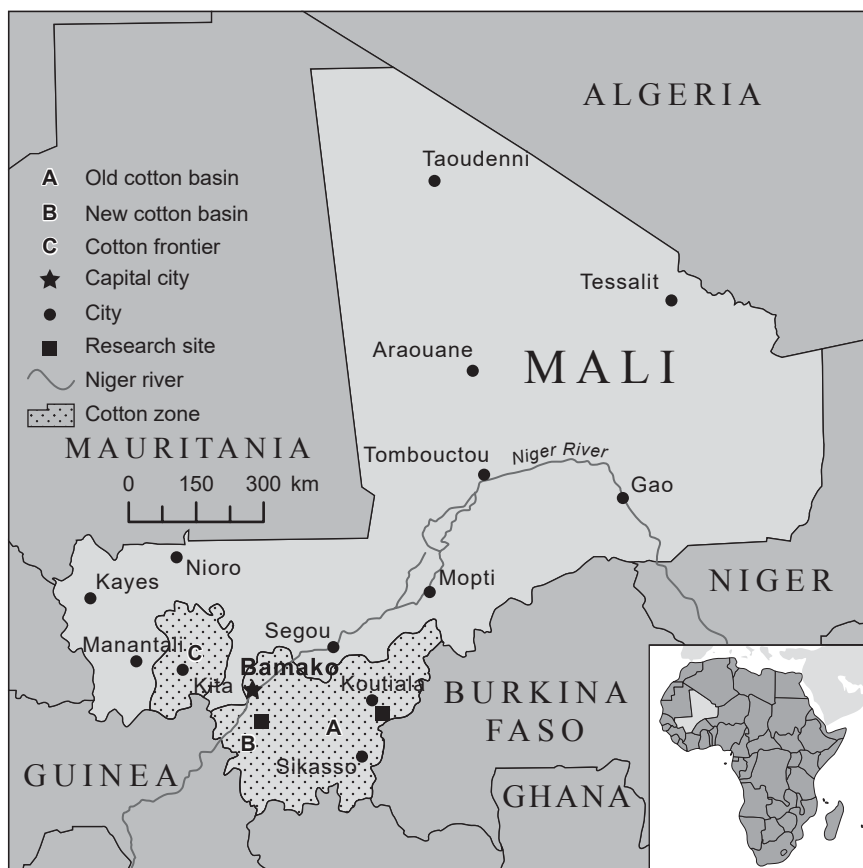 ALGERIA
Taoudenni
A Old cotton basin
B New cotton basin
C Cotton frontier
Capital city
City
Research site
Niger river
Cotton zone
Tessalit
Araouane
MALI
MAURITANIA
Tombouctou
Niger River
0 150 300 km
Gao
Nioro
Kayes
Mopti
NIGER
Segou
Manantali
C
Bamako
Kita
Koutiala
BURKINA
FASO
A
B
Sikasso
GUINEA
GHANA